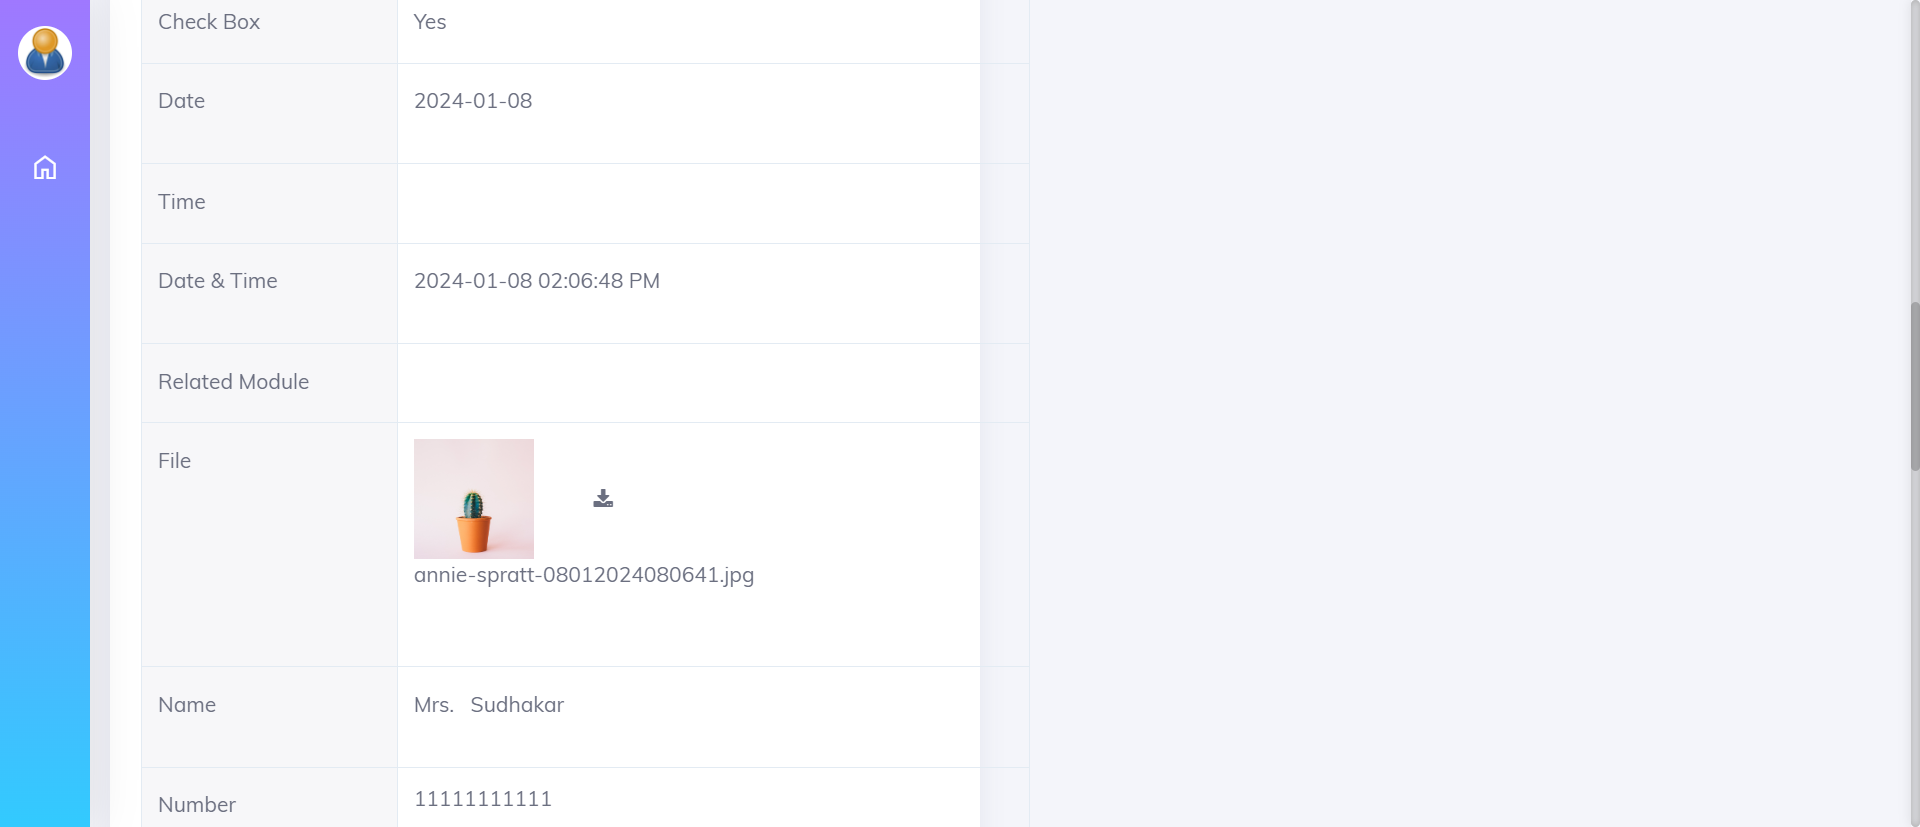 Check Box Yes
Date 2024-01-08
Time
Date & Time 2024-01-08 02:06:48 PM
Related Module
File
annie-spratt-08012024080641.jpg
Name Mrs. Sudhakar
Number 11111111111